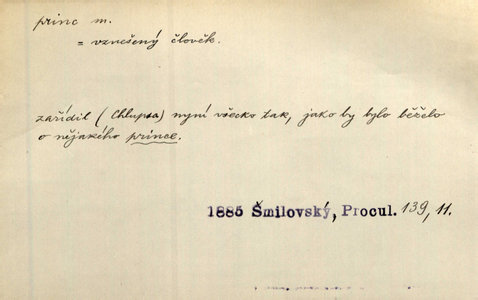 princ m.
= vznešený člověk.
zařídil (Chlupsa) nyní všecko tak, jako by bylo běželo
o nějakého prince.
1885 Šmilovský, Procul. 139, 11.